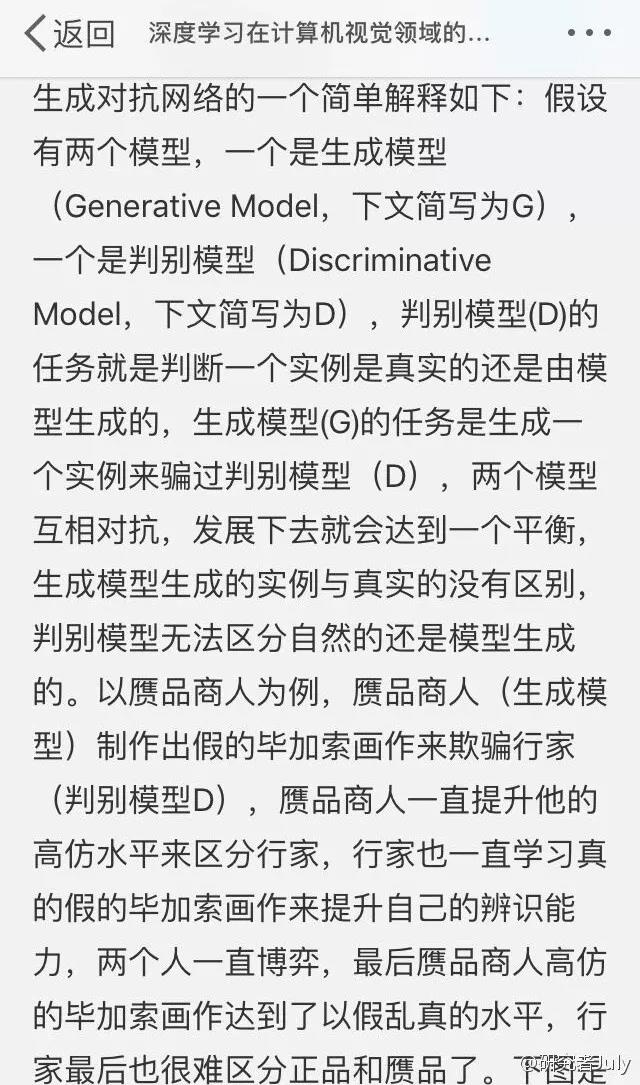 返回 深度学习在计算机视觉领域的...
生成对抗网络的一个简单解释如下：假设
有两个模型，一个是生成模型
（Generative Model，下文简写为G），
一个是判别模型（Discriminative
Model，下文简写为D），判别模型(D)的
任务就是判断一个实例是真实的还是由模
型生成的，生成模型(G)的任务是生成一
个实例来骗过判别模型（D），两个模型
互相对抗，发展下去就会达到一个平衡，
生成模型生成的实例与真实的没有区别，
判别模型无法区分自然的还是模型生成
的。以赝品商人为例，赝品商人（生成模
型）制作出假的毕加索画作来欺骗行家
（判别模型D），赝品商人一直提升他的
高仿水平来区分行家，行家也一直学习真
的假的毕加索画作来提升自己的辨识能
力，两个人一直博弈，最后赝品商人高仿
的毕加索画作达到了以假乱真的水平，行
家最后也很难区分正品和赝品了。下
@研究者July